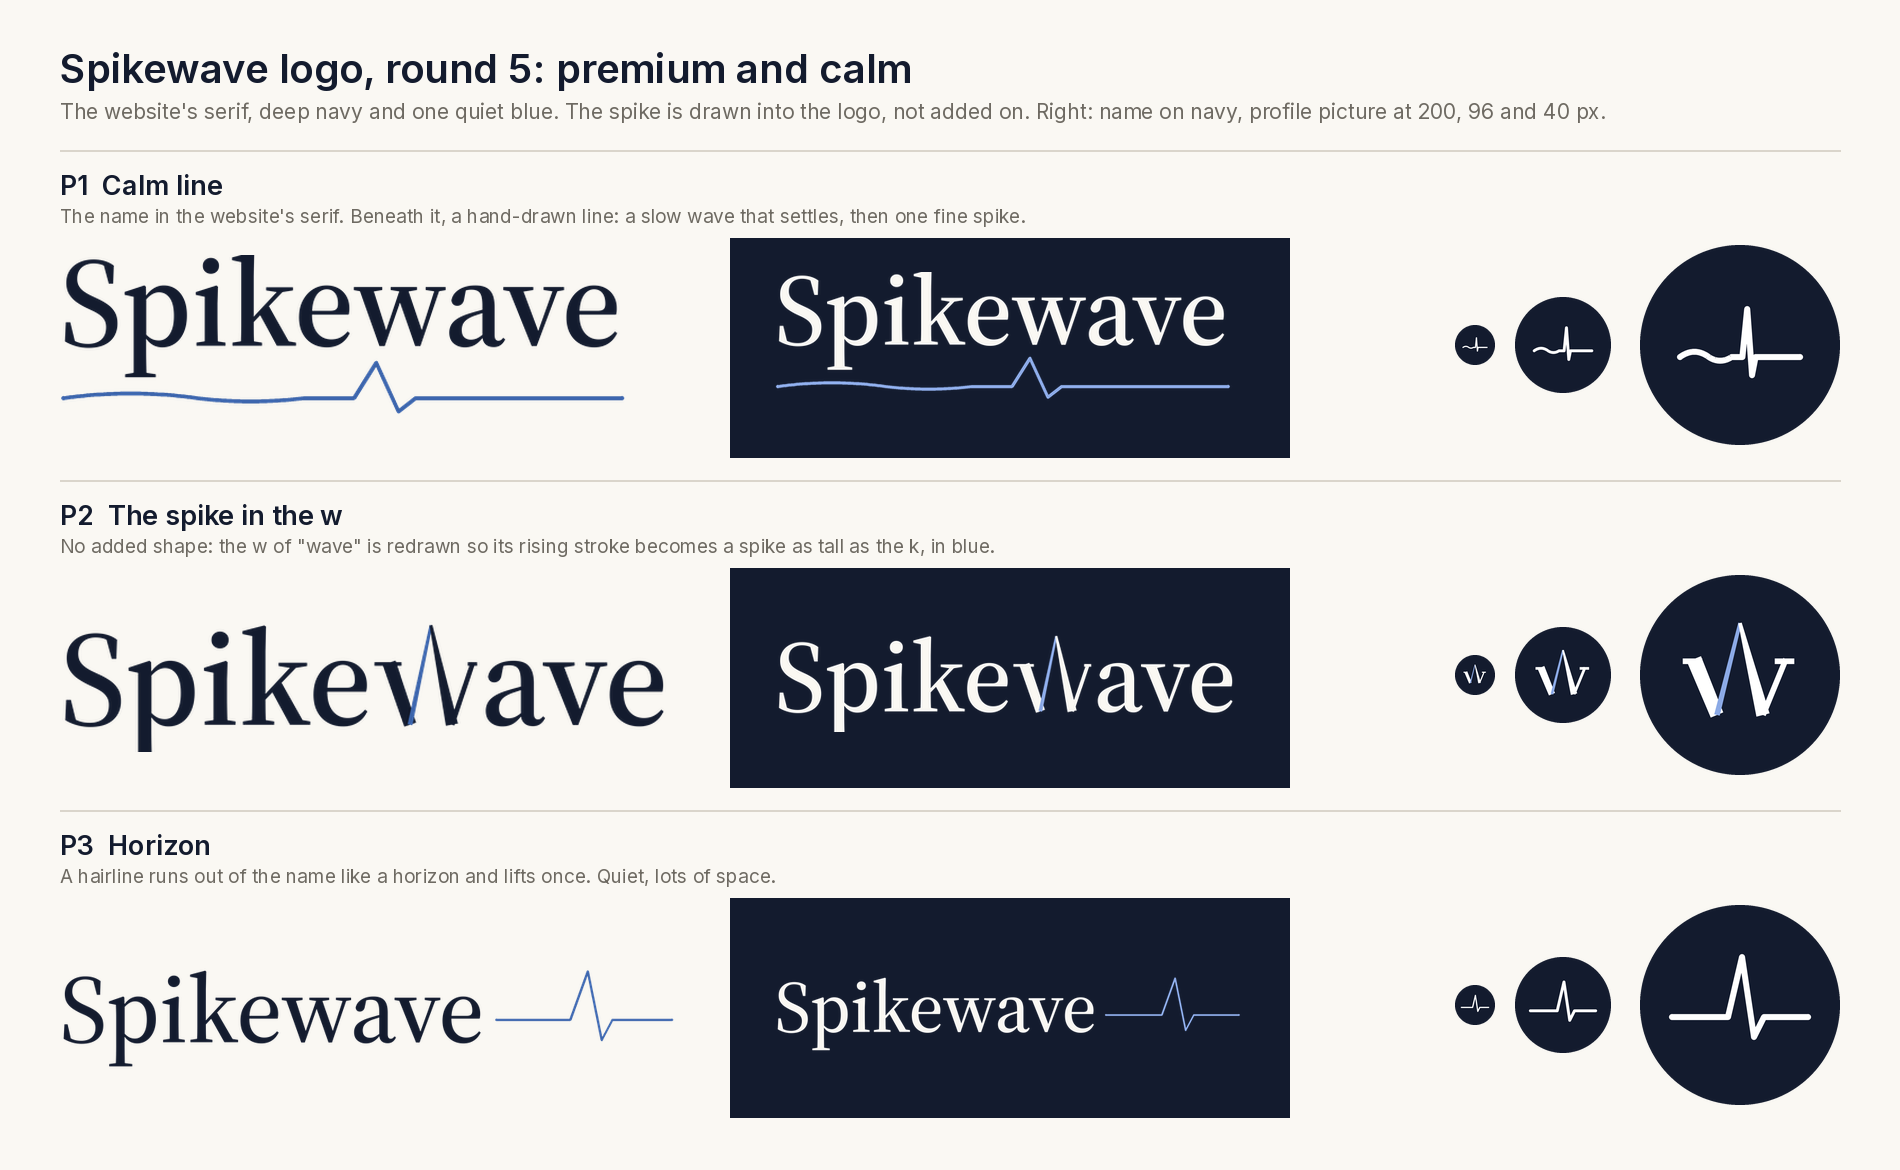 Spikewave logo, round 5: premium and calm
The website's serif, deep navy and one quiet blue. The spike is drawn into the logo, not added on. Right: name on navy, profile picture at 200, 96 and 40 px.
P1 Calm line
The name in the website's serif. Beneath it, a hand-drawn line: a slow wave that settles, then one fine spike.
Spikewave
Spikewave
P2 The spike in the w
No added shape: the w of "wave" is redrawn so its rising stroke becomes a spike as tall as the k, in blue.
Spikewave
Spikewave
w
w
w
P3 Horizon
A hairline runs out of the name like a horizon and lifts once. Quiet, lots of space.
Spikewave
Spikewave